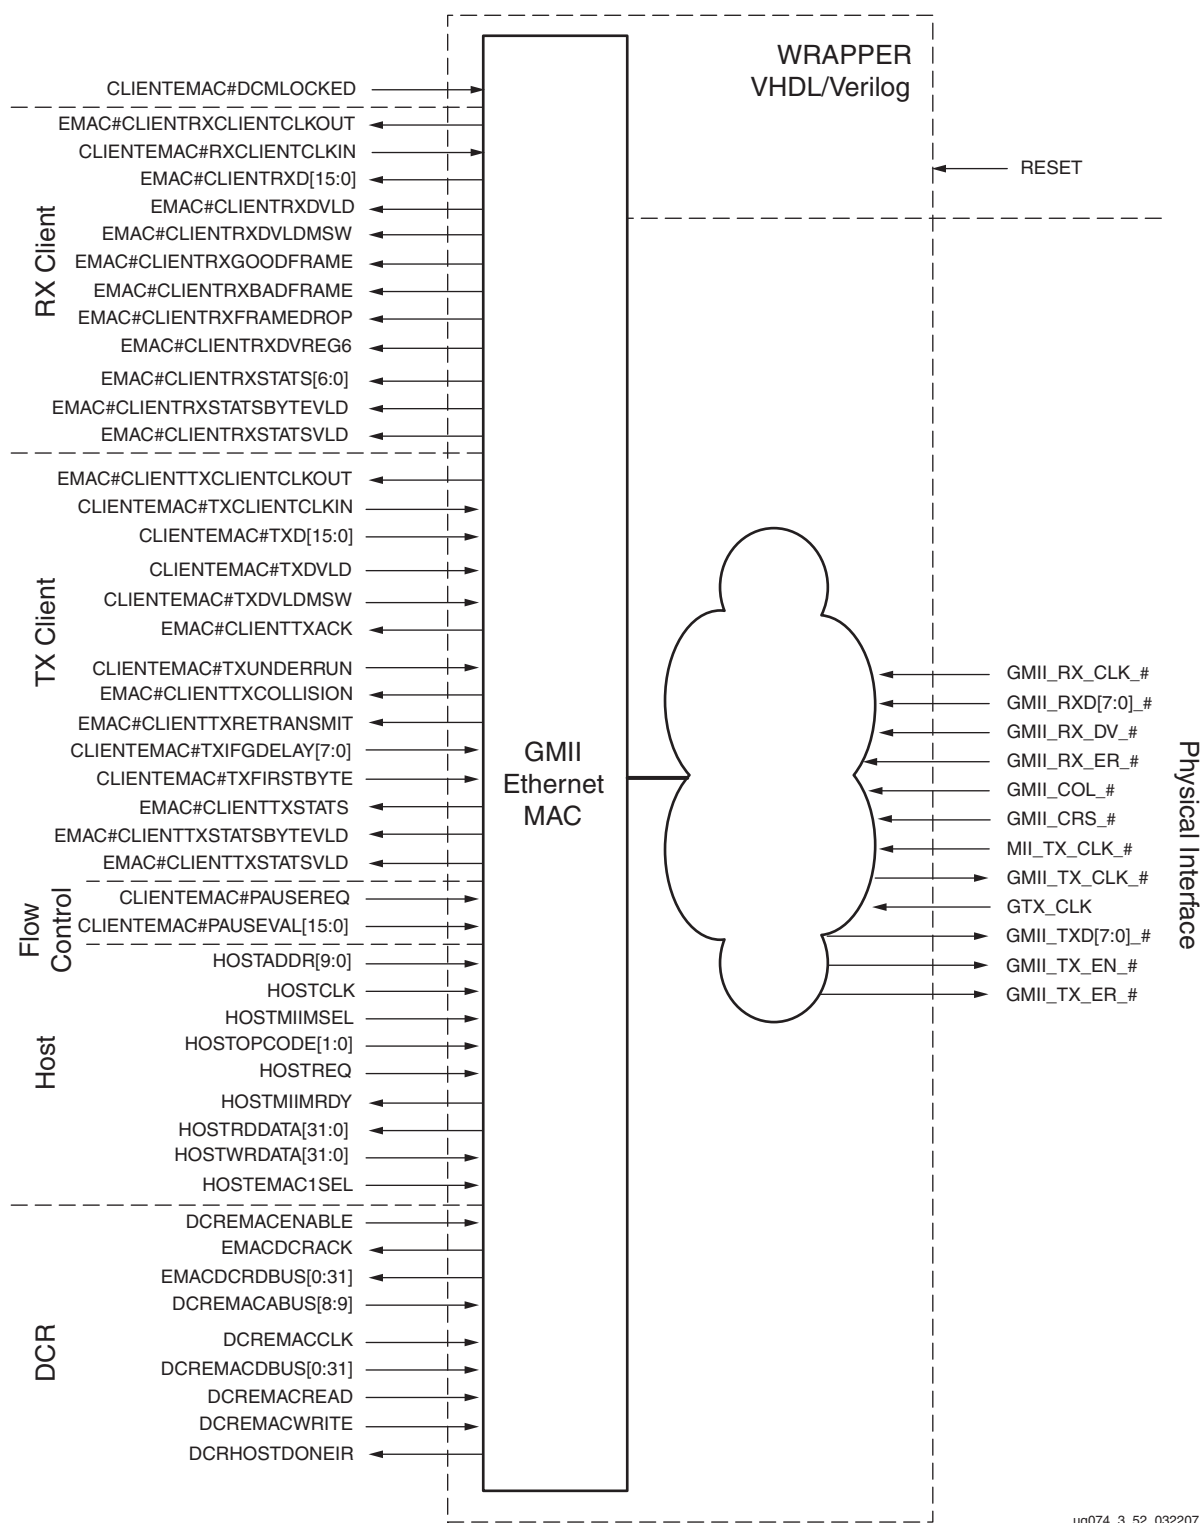 WRAPPER
VHDL/Verilog
RESET
CLIENTEMAC#DCMLOCKED
RX Client
EMAC#CLIENTRXCLIENTCLKOUT
CLIENTEMAC#RXCLIENTCLKIN
EMAC#CLIENTRXD[15:0]
EMAC#CLIENTRXDVLD
EMAC#CLIENTRXDVLDMSW
EMAC#CLIENTRXGOODFRAME
EMAC#CLIENTRXBADFRAME
EMAC#CLIENTRXFRAMEDROP
EMAC#CLIENTRXDVREG6
EMAC#CLIENTRXSTATS[6:0]
EMAC#CLIENTRXSTATSBYTEVLD
EMAC#CLIENTRXSTATSVLD
TX Client
EMAC#CLIENTTXCLIENTCLKOUT
CLIENTEMAC#TXCLIENTCLKIN
CLIENTEMAC#TXD[15:0]
CLIENTEMAC#TXDVLD
CLIENTEMAC#TXDVLDMSW
EMAC#CLIENTTXACK
CLIENTEMAC#TXUNDERRUN
EMAC#CLIENTTXCOLLISION
EMAC#CLIENTTXRETRANSMIT
CLIENTEMAC#TXIFGDELAY[7:0]
CLIENTEMAC#TXFIRSTBYTE
EMAC#CLIENTTXSTATS
EMAC#CLIENTTXSTATSBYTEVLD
EMAC#CLIENTTXSTATSVLD
Flow
Control
CLIENTEMAC#PAUSEREQ
CLIENTEMAC#PAUSEVAL[15:0]
Host
HOSTADDR[9:0]
HOSTCLK
HOSTMIIMSEL
HOSTOPCODE[1:0]
HOSTREQ
HOSTMIIMRDY
HOSTRDDATA[31:0]
HOSTWRDATA[31:0]
HOSTEMAC1SEL
DCR
DCREMACENABLE
EMACDCRACK
EMACDCRDBUS[0:31]
DCREMACABUS[8:9]
DCREMACCLK
DCREMACDBUS[0:31]
DCREMACREAD
DCREMACWRITE
DCRHOSTDONEIR
GMII
Ethernet
MAC
GMII_RX_CLK_#
GMII_RXD[7:0]_#
GMII_RX_DV_#
GMII_RX_ER_#
GMII_COL_#
GMII_CRS_#
MII_TX_CLK_#
GMII_TX_CLK_#
GTX_CLK
GMII_TXD[7:0]_#
GMII_TX_EN_#
GMII_TX_ER_#
Physical Interface
ug074_3_52_032207